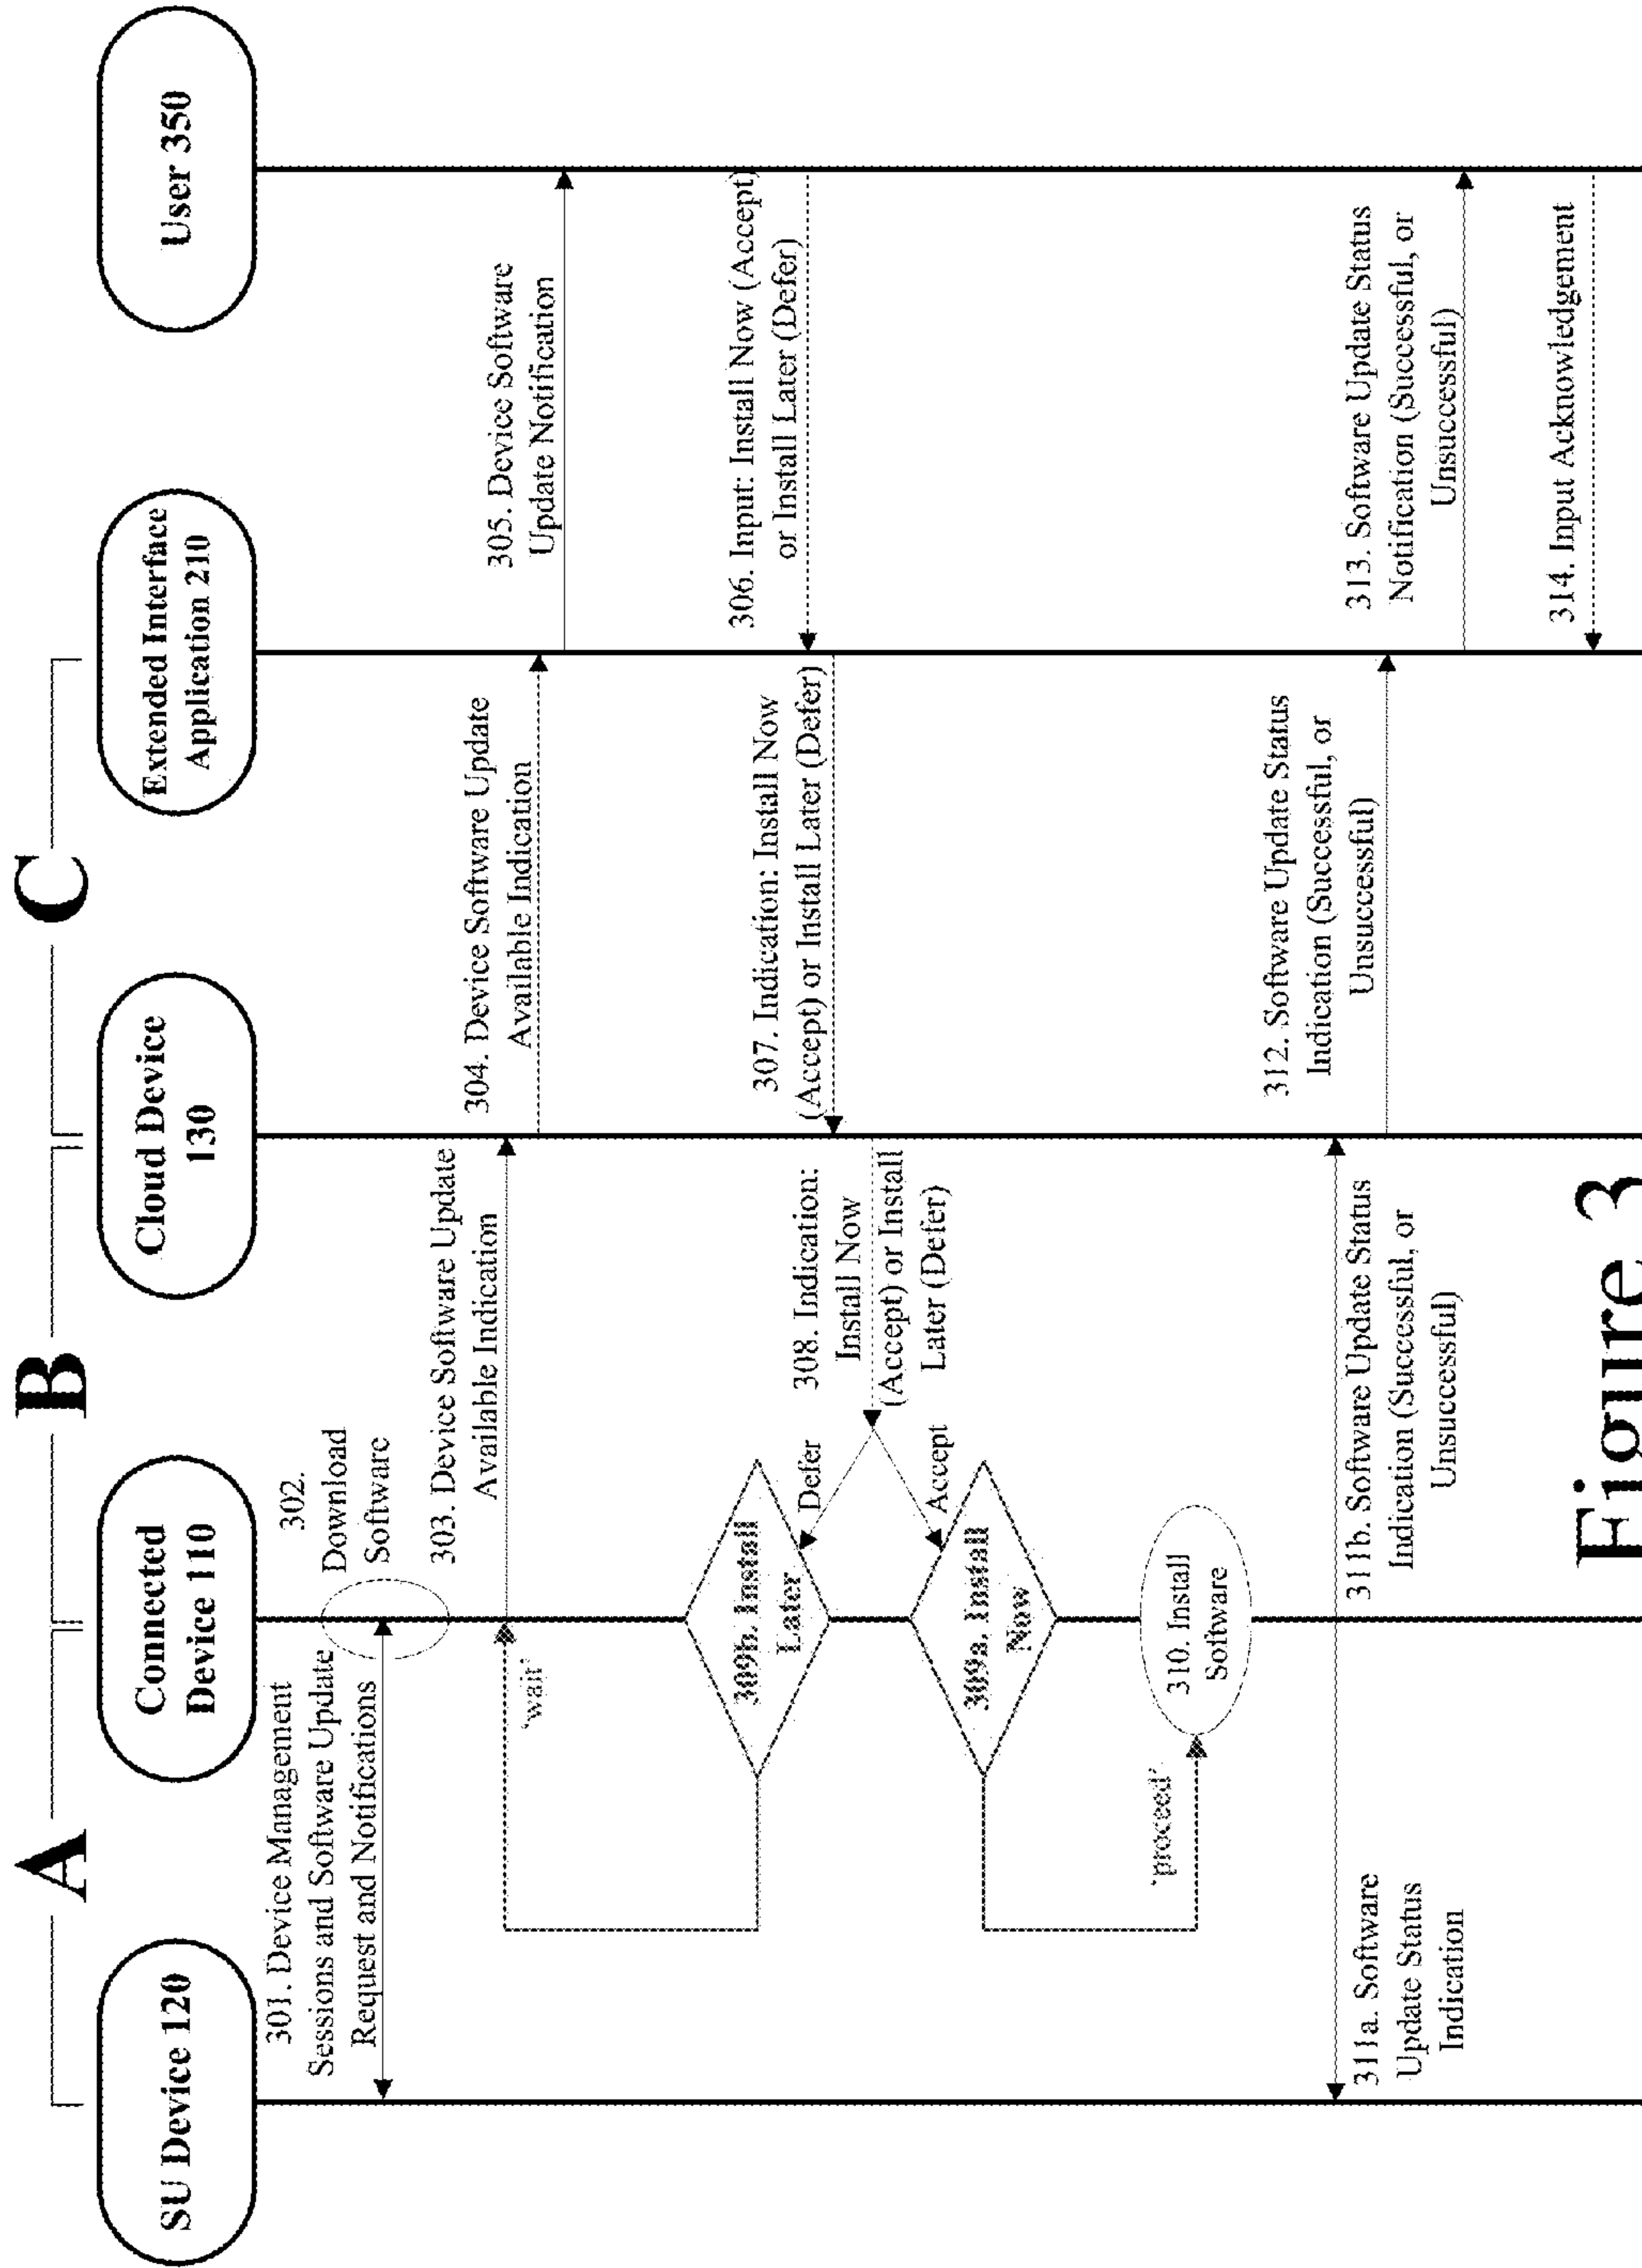 A
B
C
SU Device 120
Connected
Device 110
Cloud Device
130
Extended Interface
Application 210
User 350
301. Device Management
Sessions and Software Update
Request and Notifications
302.
Download
Software
303. Device Software Update
Available Indication
304. Device Software Update
Available Indication
305. Device Software
Update Notification
306. Input: Install Now (Accept)
or Install Later (Defer)
307. Indication: Install Now
(Accept) or Install Later (Defer)
308. Indication:
Install Now
(Accept) or Install
Later (Defer)
'wait'
309b. Install
Later
Defer
Accept
309a. Install
Now
'proceed'
310. Install
Software
311a. Software
Update Status
Indication
311b. Software Update Status
Indication (Successful, or
Unsuccessful)
312. Software Update Status
Indication (Successful, or
Unsuccessful)
313. Software Update Status
Notification (Successful, or
Unsuccessful)
314. Input Acknowledgement
Figure 3